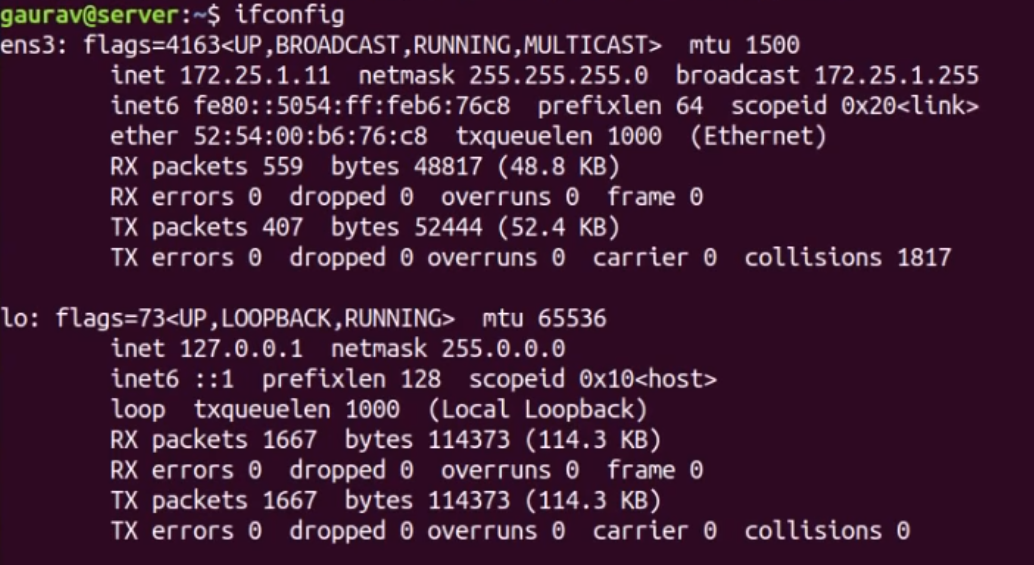 gaurav@server:~$ ifconfig
ens3: flags=4163<UP,BROADCAST,RUNNING,MULTICAST>  mtu 1500
        inet 172.25.1.11  netmask 255.255.255.0  broadcast 172.25.1.255
        inet6 fe80::5054:ff:feb6:76c8  prefixlen 64  scopeid 0x20<link>
        ether 52:54:00:b6:76:c8  txqueuelen 1000  (Ethernet)
        RX packets 559  bytes 48817 (48.8 KB)
        RX errors 0  dropped 0  overruns 0  frame 0
        TX packets 407  bytes 52444 (52.4 KB)
        TX errors 0  dropped 0 overruns 0  carrier 0  collisions 1817

lo: flags=73<UP,LOOPBACK,RUNNING>  mtu 65536
        inet 127.0.0.1  netmask 255.0.0.0
        inet6 ::1  prefixlen 128  scopeid 0x10<host>
        loop  txqueuelen 1000  (Local Loopback)
        RX packets 1667  bytes 114373 (114.3 KB)
        RX errors 0  dropped 0  overruns 0  frame 0
        TX packets 1667  bytes 114373 (114.3 KB)
        TX errors 0  dropped 0 overruns 0  carrier 0  collisions 0